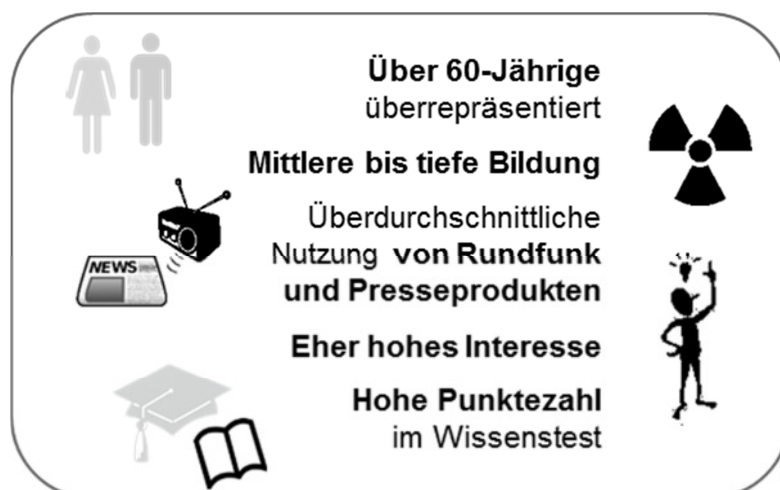 Über 60-Jährige
überrepräsentiert
Mittlere bis tiefe Bildung
Überdurchschnittliche
Nutzung von Rundfunk
NEWS
und Presseprodukten
Eher hohes Interesse
Hohe Punktezahl
im Wissenstest